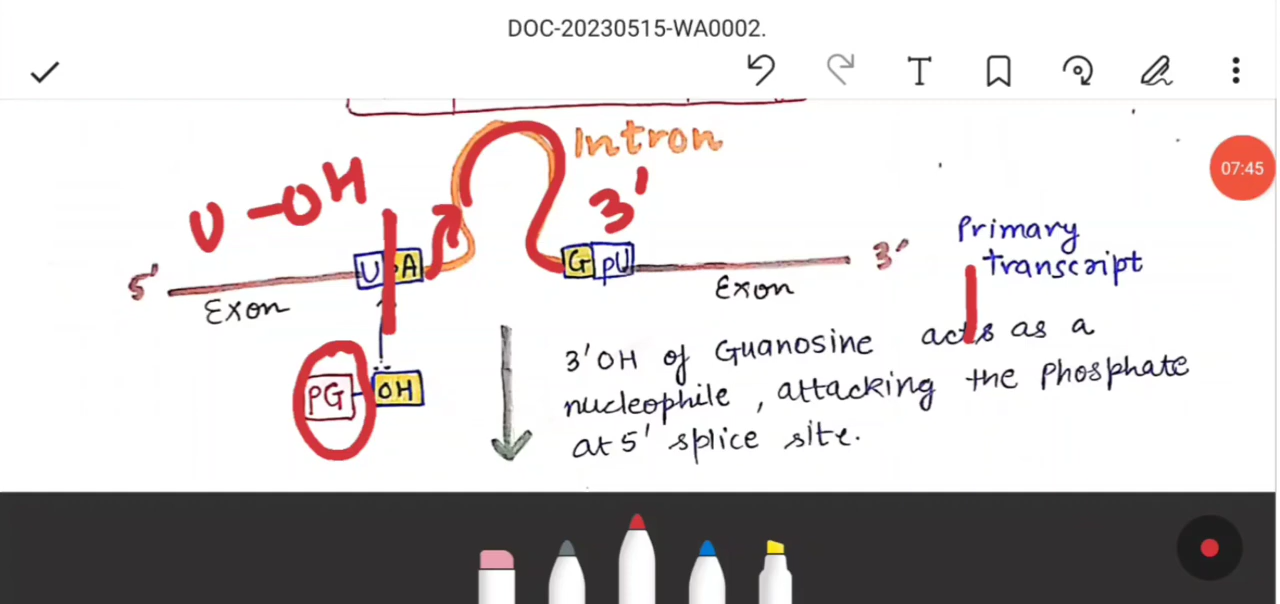 DOC-20230515-WA0002.
T
07:45
Intron
U-OH
3'
U pA
G pU
5'
3'
Exon
Exon
Primary
transcript
PG OH
3'OH of Guanosine acts as a
nucleophile, attacking the Phosphate
at 5' splice site.